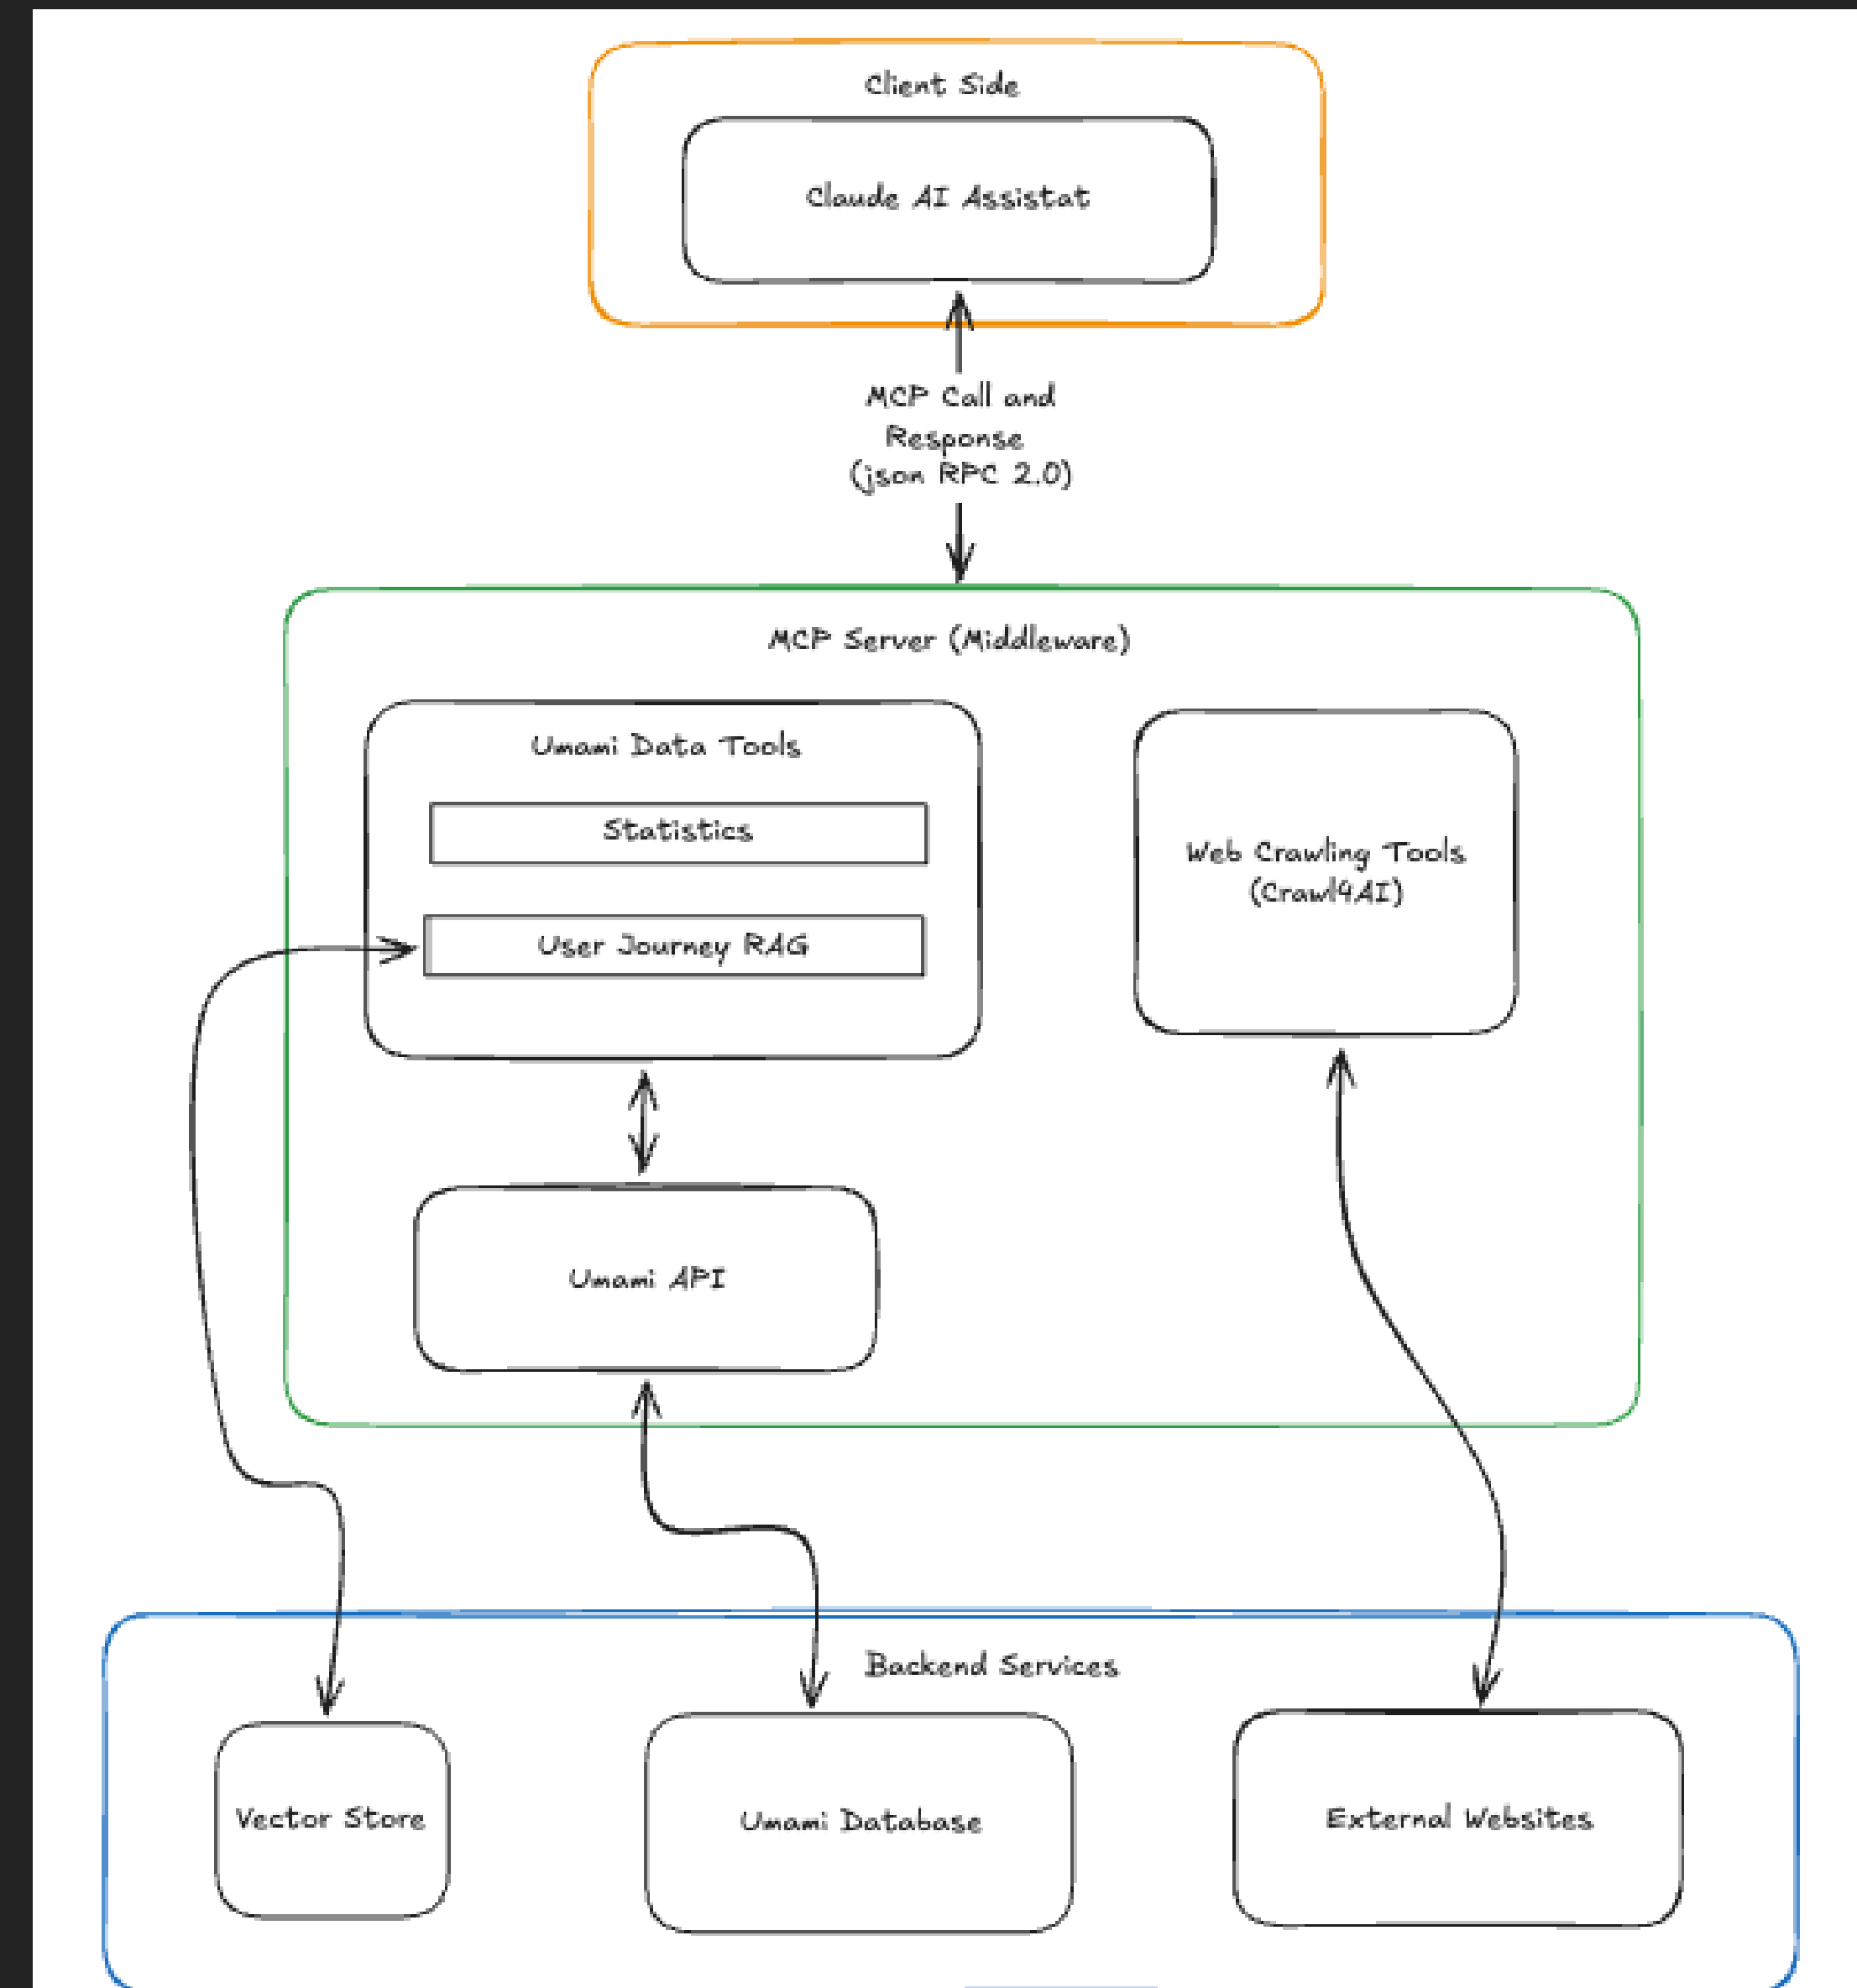 Client Side
Claude AI Assistat
MCP Call and
Response
(json RPC 2.0)
MCP Server (Middleware)
Umami Data Tools
Statistics
User Journey RAG
Web Crawling Tools
(Crawl4AI)
Umami API
Backend Services
Vector Store
Umami Database
External Websites